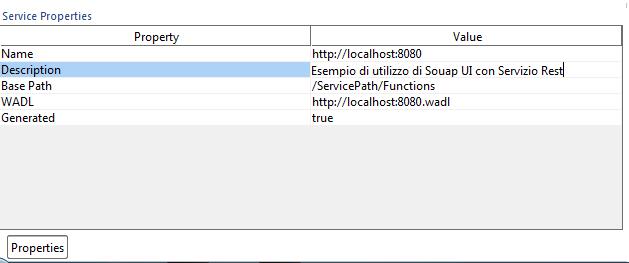 Service Properties
Property Value
Name http://localhost:8080
Description Esempio di utilizzo di Souap UI con Servizio Rest
Base Path /ServicePath/Functions
WADL http://localhost:8080.wadl
Generated true
Properties